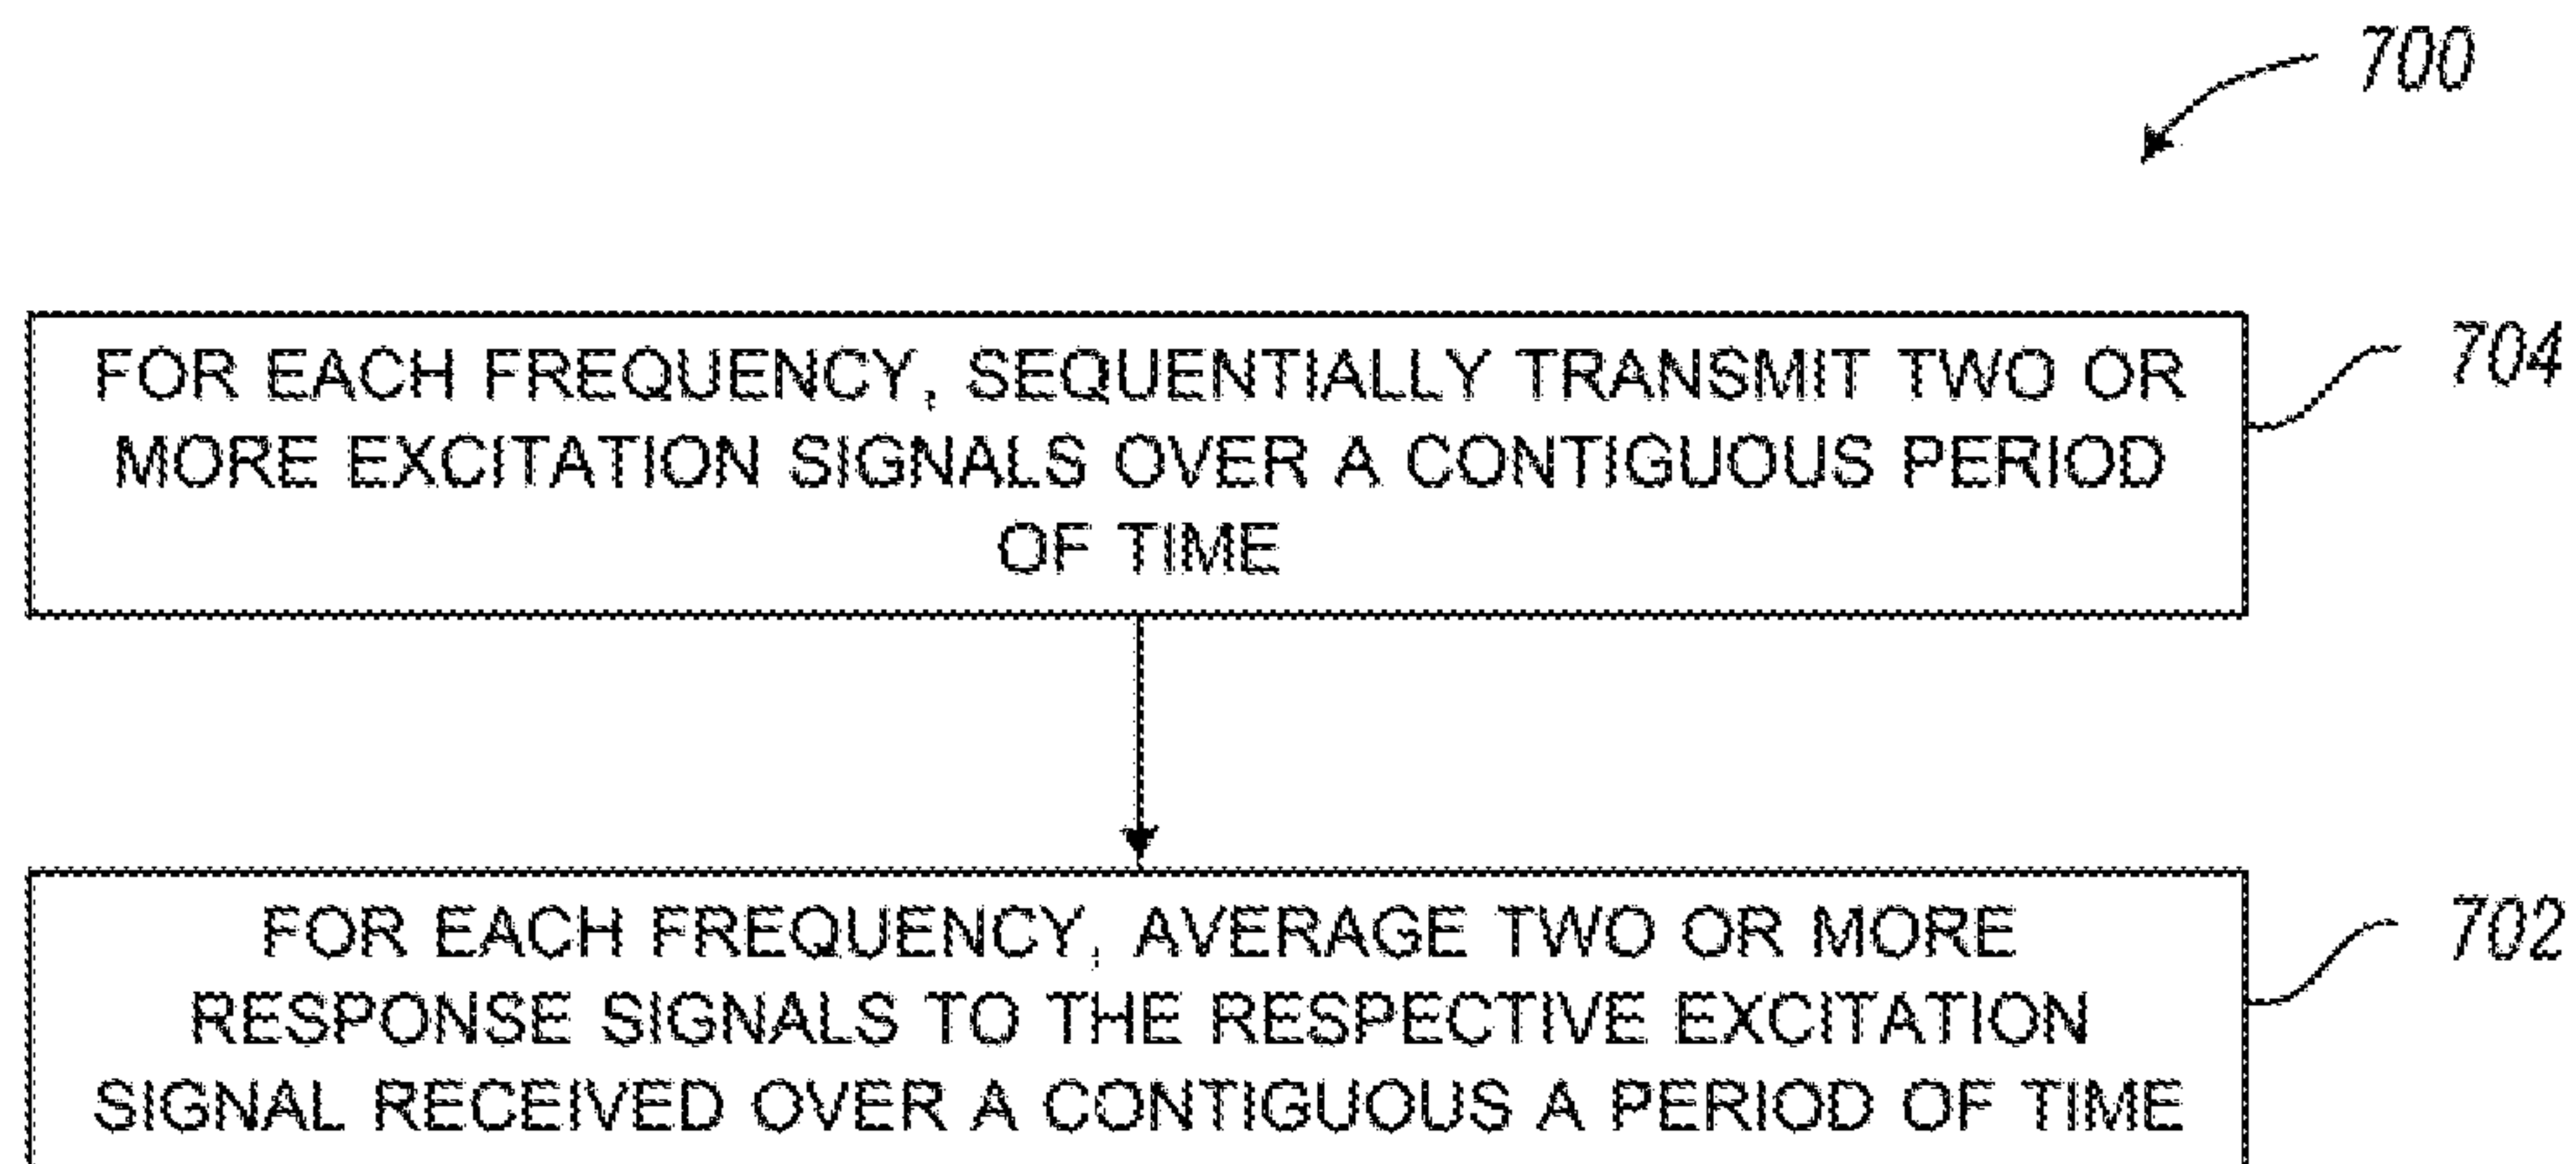 700
FOR EACH FREQUENCY, SEQUENTIALLY TRANSMIT TWO OR
MORE EXCITATION SIGNALS OVER A CONTIGUOUS PERIOD
OF TIME
704
FOR EACH FREQUENCY, AVERAGE TWO OR MORE
RESPONSE SIGNALS TO THE RESPECTIVE EXCITATION
SIGNAL RECEIVED OVER A CONTIGUOUS A PERIOD OF TIME
702